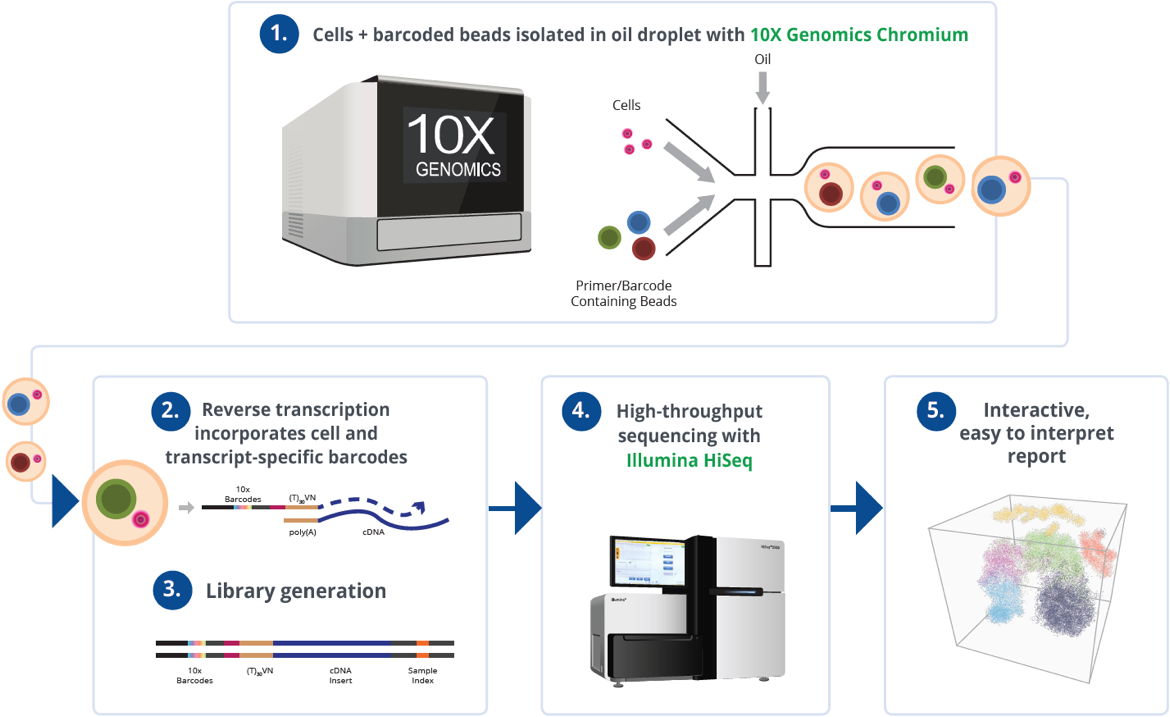 1. Cells + barcoded beads isolated in oil droplet with 10X Genomics Chromium
Oil
Cells
10X
GENOMICS
Primer/Barcode
Containing Beads
2. Reverse transcription
incorporates cell and
transcript-specific barcodes
10x
Barcodes
(T)30VN
poly(A)
cDNA
3. Library generation
10x
Barcodes
(T)30VN
cDNA
Insert
Sample
Index
4. High-throughput
sequencing with
Illumina HiSeq
5. Interactive,
easy to interpret
report